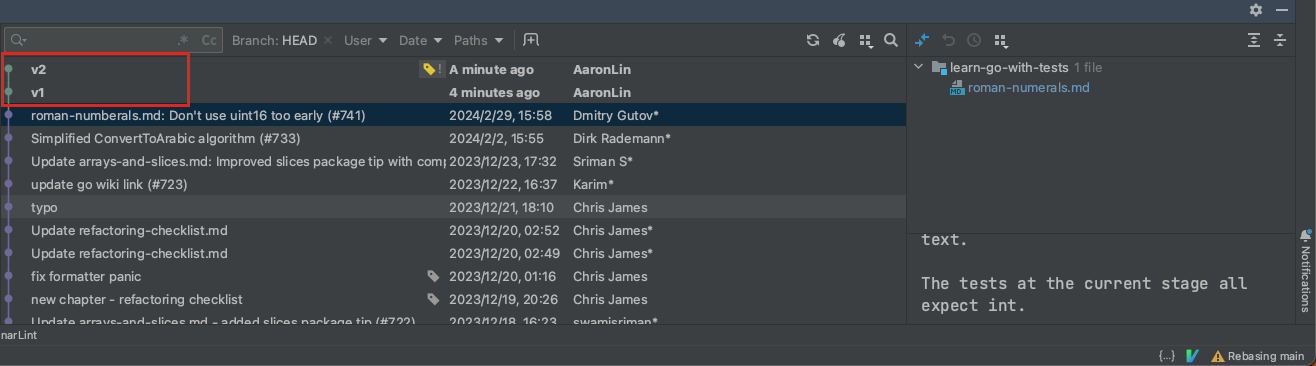 .* Cc Branch: HEAD × User Date Paths
v2 ! A minute ago AaronLin
v1 4 minutes ago AaronLin
roman-numberals.md: Don't use uint16 too early (#741) 2024/2/29, 15:58 Dmitry Gutov*
Simplified ConvertToArabic algorithm (#733) 2024/2/2, 15:55 Dirk Rademann*
Update arrays-and-slices.md: Improved slices package tip with comp 2023/12/23, 17:32 Sriman S*
update go wiki link (#723) 2023/12/22, 16:37 Karim*
typo 2023/12/21, 18:10 Chris James
Update refactoring-checklist.md 2023/12/20, 02:52 Chris James*
Update refactoring-checklist.md 2023/12/20, 02:49 Chris James*
fix formatter panic 2023/12/20, 01:16 Chris James
new chapter - refactoring checklist 2023/12/19, 20:26 Chris James
Update arrays-and-slices.md - added slices package tip (#722) 2023/12/18, 16:23 swamisriman*
learn-go-with-tests 1 file
MD roman-numerals.md
text.
The tests at the current stage all
expect int.
Notifications
narLint
{...} Rebasing main